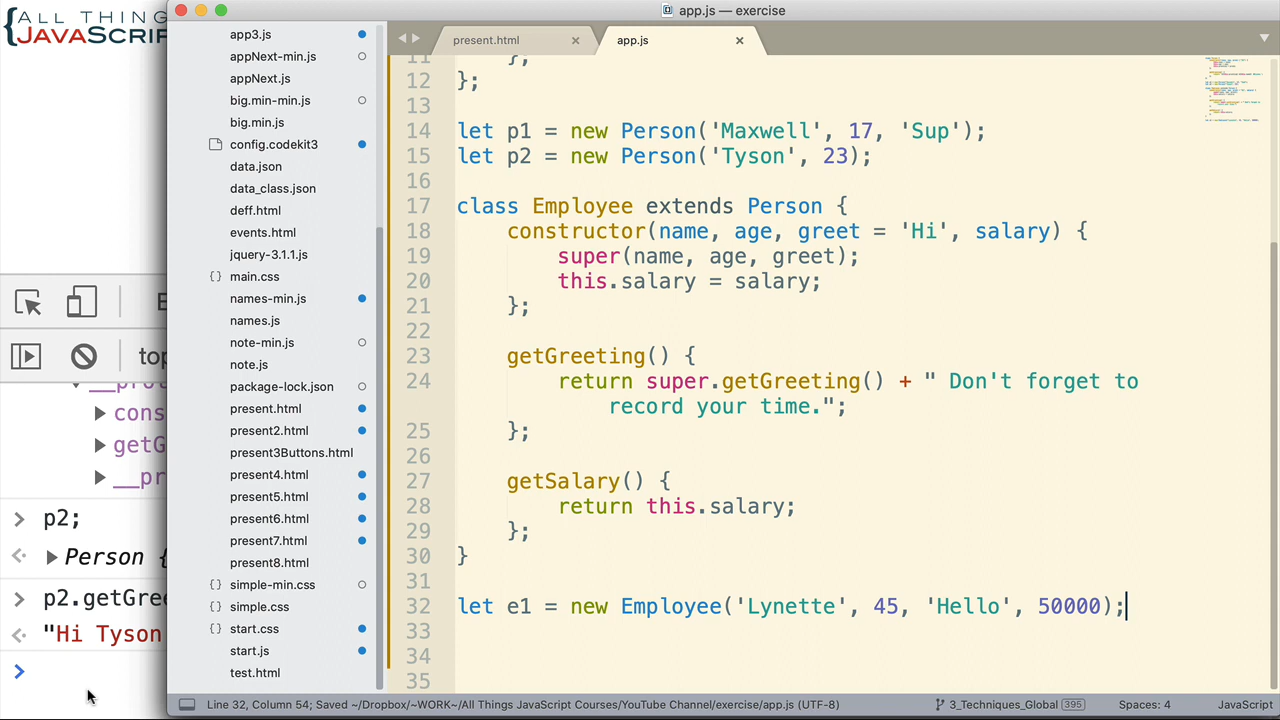 ALL THING
{JAVASCRIP
top
__pro
cons
getG
__pr
p2;
Person {
p2.getGree
"Hi Tyson
app.js — exercise
app3.js
appNext-min.js
appNext.js
big.min-min.js
big.min.js
config.codekit3
data.json
data_class.json
deff.html
events.html
jquery-3.1.1.js
{} main.css
names-min.js
names.js
note-min.js
note.js
package-lock.json
present.html
present2.html
present3Buttons.html
present4.html
present5.html
present6.html
present7.html
present8.html
{} simple-min.css
{} simple.css
{} start.css
start.js
test.html
present.html
app.js
11 };
12 };
13
14 let p1 = new Person('Maxwell', 17, 'Sup');
15 let p2 = new Person('Tyson', 23);
16
17 class Employee extends Person {
18 constructor(name, age, greet = 'Hi', salary) {
19 super(name, age, greet);
20 this.salary = salary;
21 };
22
23 getGreeting() {
24 return super.getGreeting() + " Don't forget to
record your time.";
25 };
26
27 getSalary() {
28 return this.salary;
29 };
30 }
31
32 let e1 = new Employee('Lynette', 45, 'Hello', 50000);
33
34
35
Line 32, Column 54; Saved ~/Dropbox/~WORK~/All Things JavaScript Courses/YouTube Channel/exercise/app.js (UTF-8)
3_Techniques_Global 395
Spaces: 4
JavaScript